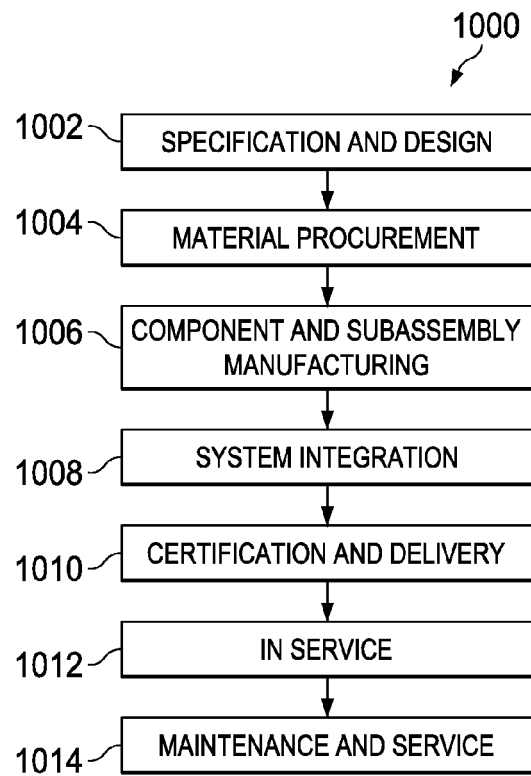 1000
1002
SPECIFICATION AND DESIGN
1004
MATERIAL PROCUREMENT
1006
COMPONENT AND SUBASSEMBLY
MANUFACTURING
1008
SYSTEM INTEGRATION
1010
CERTIFICATION AND DELIVERY
1012
IN SERVICE
1014
MAINTENANCE AND SERVICE